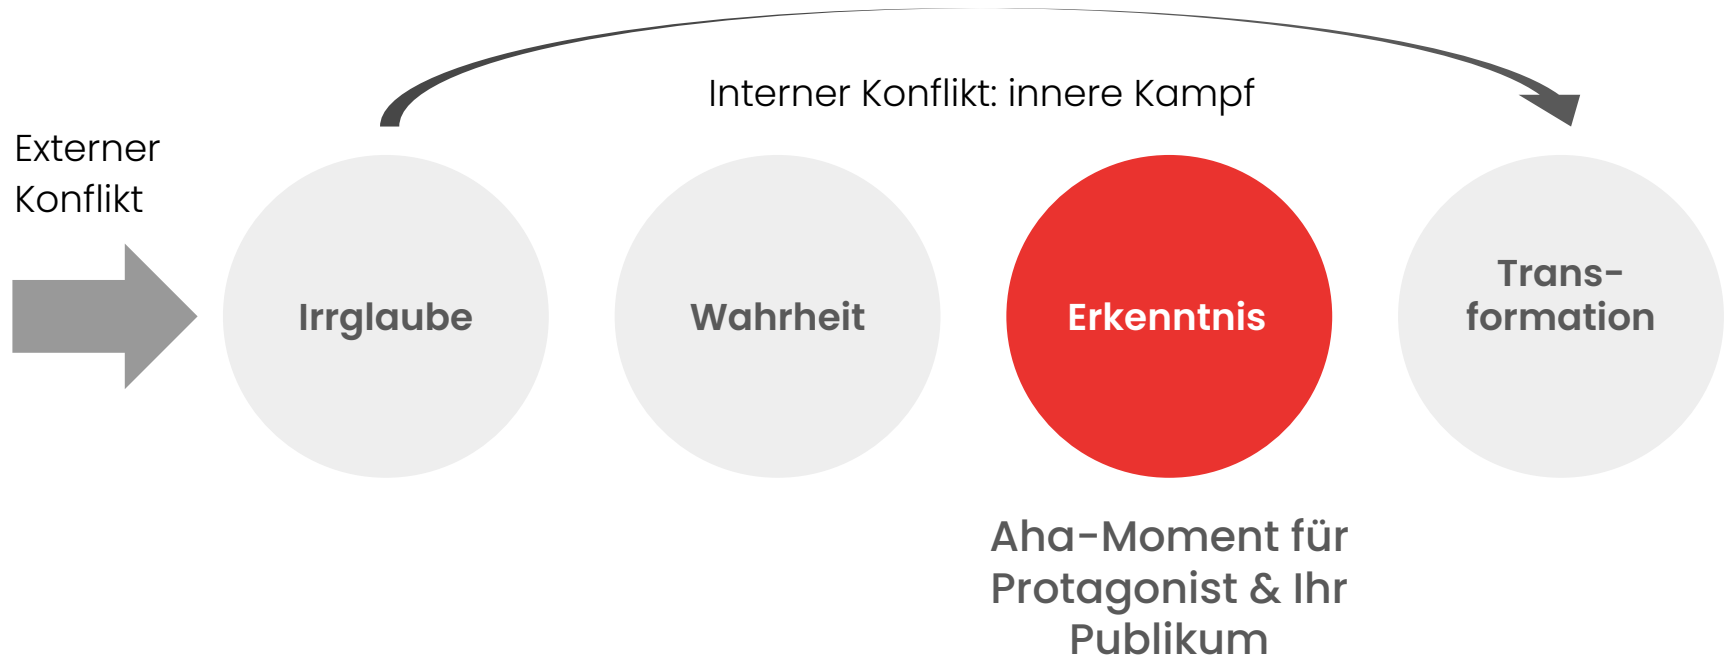 Interner Konflikt: innere Kampf
Externer
Konflikt
Irrglaube
Wahrheit
Erkenntnis
Trans-
formation
Aha-Moment für
Protagonist & Ihr
Publikum